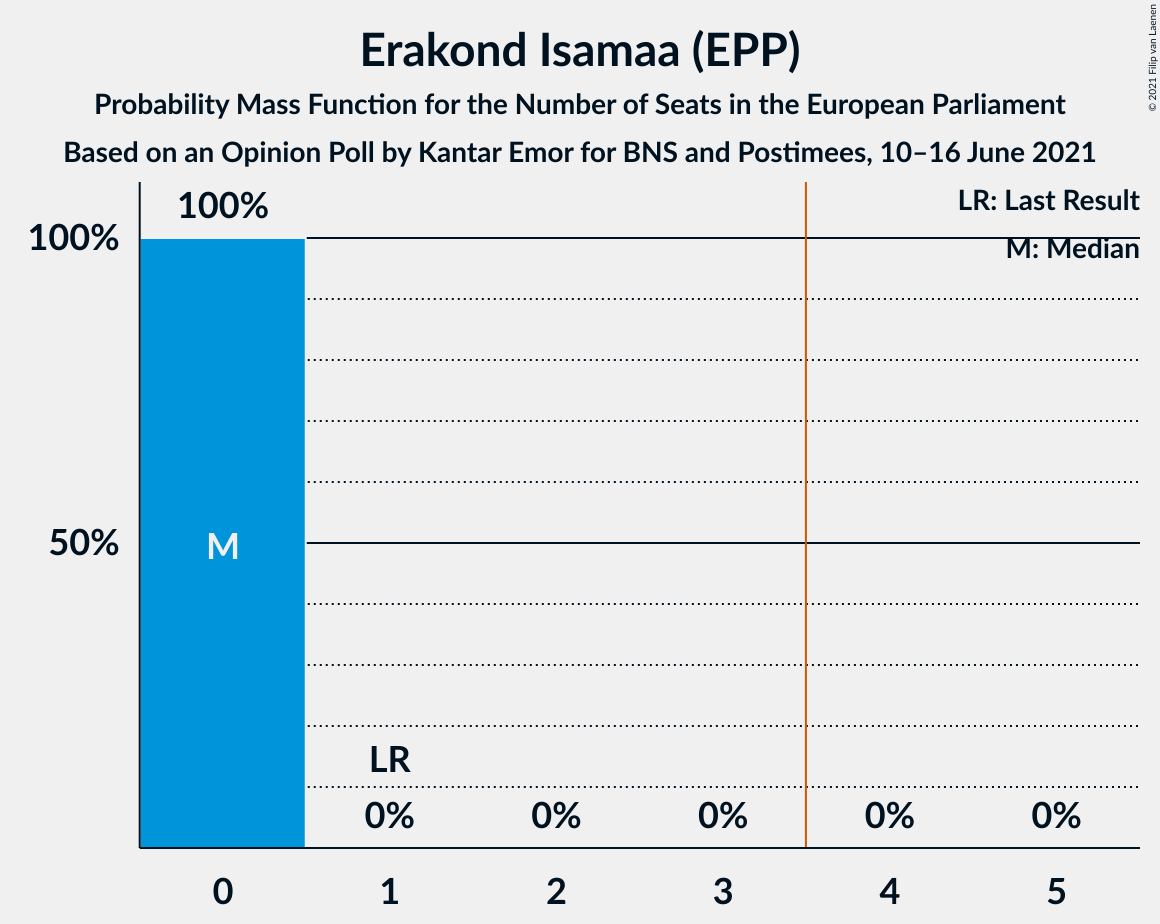 Erakond Isamaa (EPP)
Probability Mass Function for the Number of Seats in the European Parliament
Based on an Opinion Poll by Kantar Emor for BNS and Postimees, 10–16 June 2021
© 2021 Filip van Laenen
LR: Last Result
M: Median
100%
100%
50%
M
LR
0% 0% 0% 0% 0%
0 1 2 3 4 5